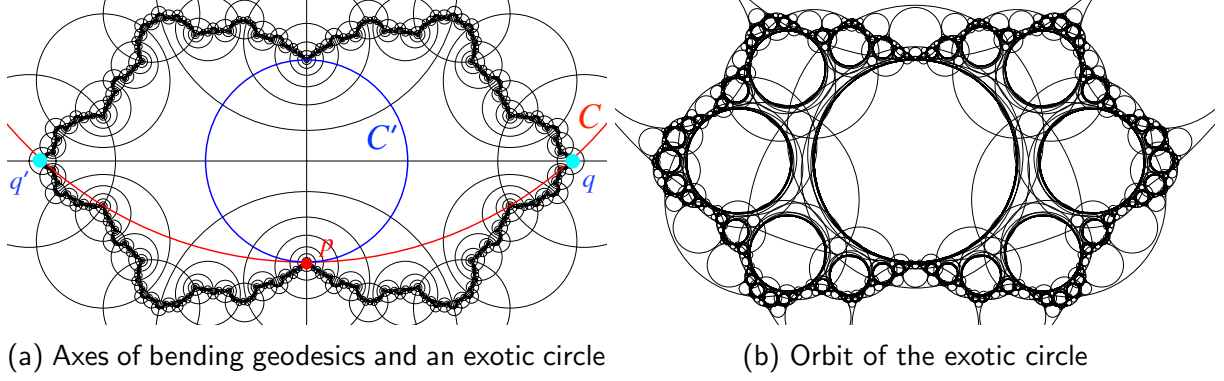 C
C′
q′
q
p
(a) Axes of bending geodesics and an exotic circle
(b) Orbit of the exotic circle